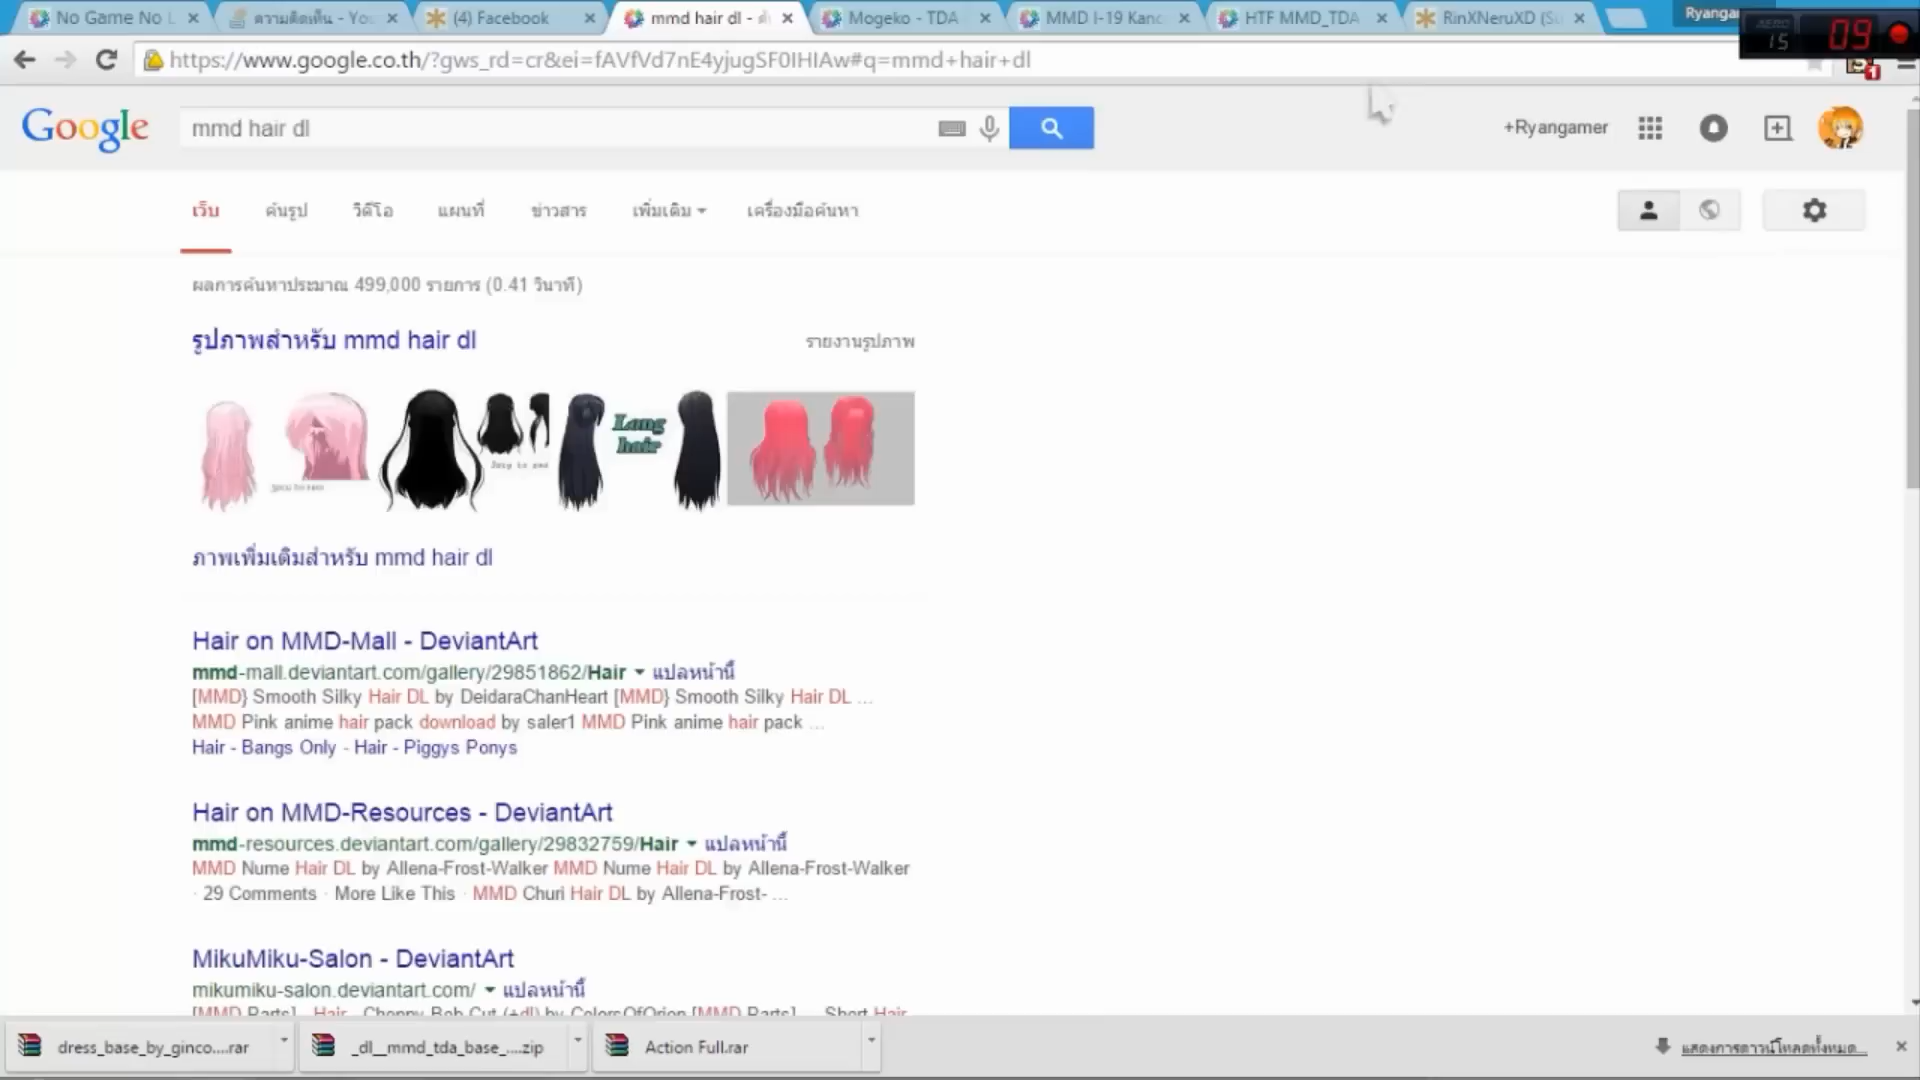 No Game No L
ความคิดเห็น - Yo
(4) Facebook
mmd hair dl - ค้
Mogeko - TDA
MMD I-19 Kanc
HTF MMD_TDA
RinXNeruXD (Su
Ryangar
15 09
https://www.google.co.th/?gws_rd=cr&ei=fAVfVd7nE4yjugSF0IHIAw#q=mmd+hair+dl
1
Google
mmd hair dl
+Ryangamer
เว็บ ค้นรูป วิดีโอ แผนที่ ข่าวสาร เพิ่มเติม เครื่องมือค้นหา
ผลการค้นหาประมาณ 499,000 รายการ (0.41 วินาที)
รูปภาพสำหรับ mmd hair dl
รายงานรูปภาพ
Long
hair
ภาพเพิ่มเติมสำหรับ mmd hair dl
Hair on MMD-Mall - DeviantArt
mmd-mall.deviantart.com/gallery/29851862/Hair แปลหน้านี้
[MMD} Smooth Silky Hair DL by DeidaraChanHeart [MMD} Smooth Silky Hair DL ...
MMD Pink anime hair pack download by saler1 MMD Pink anime hair pack ...
Hair - Bangs Only - Hair - Piggys Ponys
Hair on MMD-Resources - DeviantArt
mmd-resources.deviantart.com/gallery/29832759/Hair แปลหน้านี้
MMD Nume Hair DL by Allena-Frost-Walker MMD Nume Hair DL by Allena-Frost-Walker
· 29 Comments · More Like This · MMD Churi Hair DL by Allena-Frost- ...
MikuMiku-Salon - DeviantArt
mikumiku-salon.deviantart.com/ แปลหน้านี้
[MMD Parts] - Hair - Choppy Bob Cut (+dl) by ColorsOfOrion [MMD Parts] ... Short Hair
dress_base_by_ginco....rar
_dl__mmd_tda_base_....zip
Action Full.rar
แสดงการดาวน์โหลดทั้งหมด...